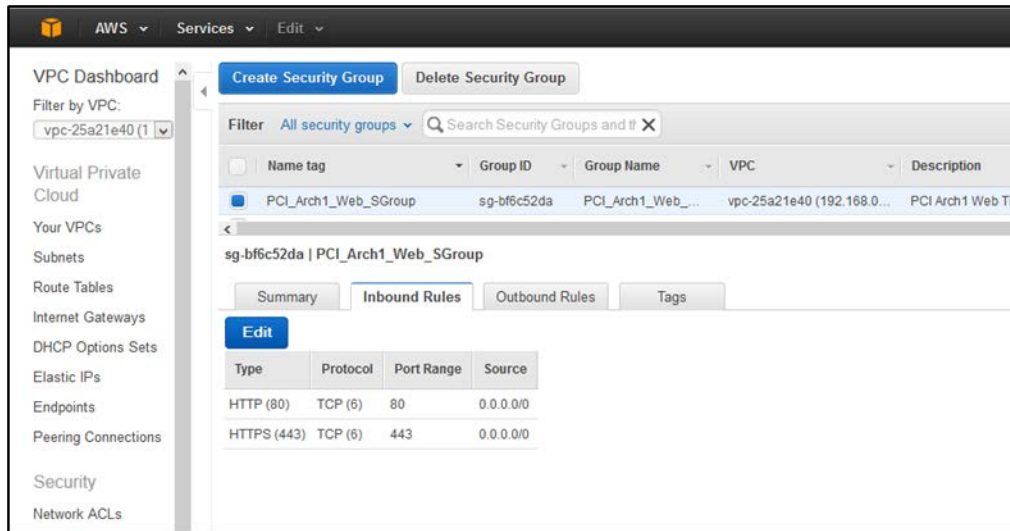 AWS Services Edit
VPC Dashboard
Filter by VPC:
vpc-25a21e40 (1
Virtual Private
Cloud
Your VPCs
Subnets
Route Tables
Internet Gateways
DHCP Options Sets
Elastic IPs
Endpoints
Peering Connections
Security
Network ACLs
Create Security Group Delete Security Group
Filter All security groups Search Security Groups and th X
Name tag Group ID Group Name VPC Description
PCI_Arch1_Web_SGroup sg-bf6c52da PCI_Arch1_Web_... vpc-25a21e40 (192.168.0... PCI Arch1 Web Ti
sg-bf6c52da | PCI_Arch1_Web_SGroup
Summary Inbound Rules Outbound Rules Tags
Edit
Type Protocol Port Range Source
HTTP (80) TCP (6) 80 0.0.0.0/0
HTTPS (443) TCP (6) 443 0.0.0.0/0